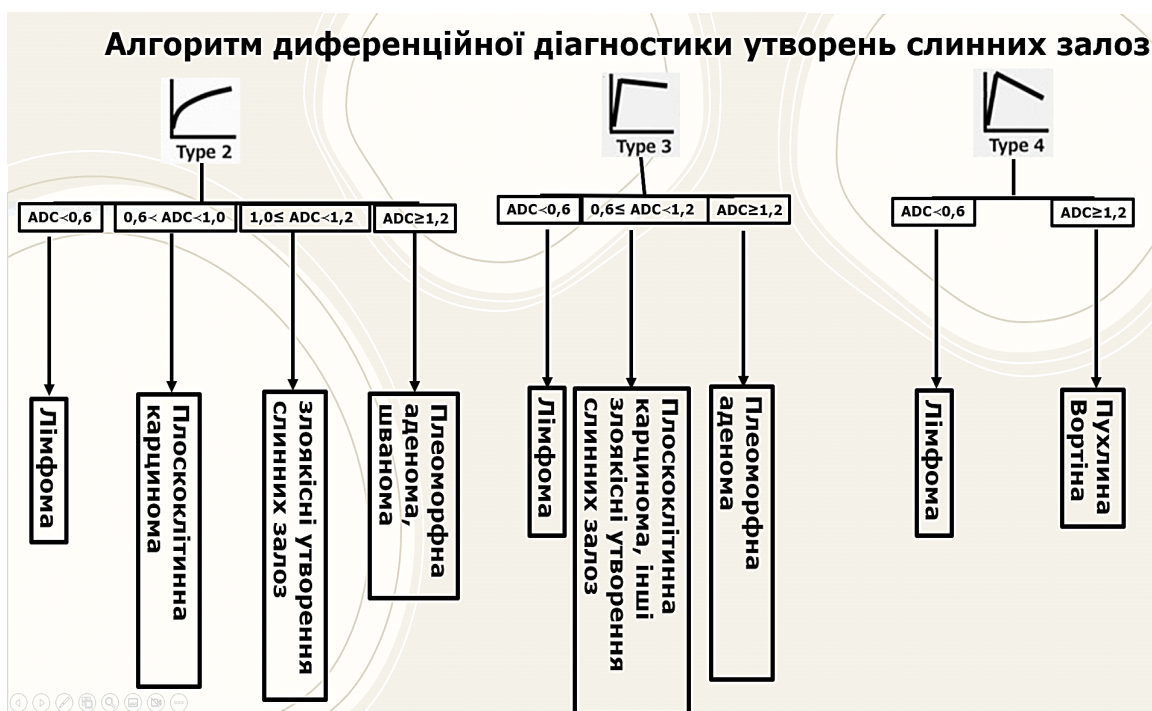 Алгоритм диференційної діагностики утворень слинних залоз
Type 2
ADC<0,6
0,6< ADC<1,0
1,0≤ ADC<1,2
ADC≥1,2
Лімфома
Плоскоклітинна
карцинома
злоякісні утворення
слинних залоз
Плеоморфна
аденома,
шванома
Type 3
ADC<0,6
0,6≤ ADC<1,2
ADC≥1,2
Лімфома
Плоскоклітинна
карцинома, інші
злоякісні утворення
слинних залоз
Плеоморфна
аденома
Type 4
ADC<0,6
ADC≥1,2
Лімфома
Пухлина
Вортіна